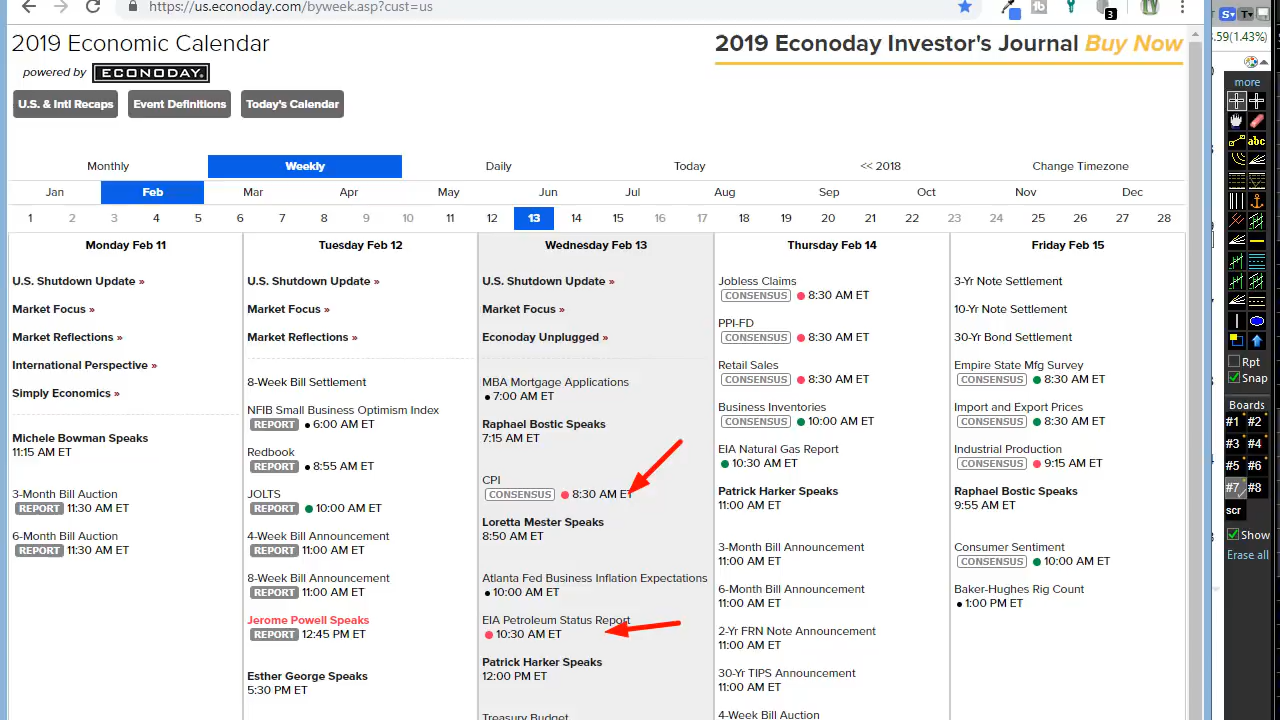 https://us.econoday.com/byweek.asp?cust=us
3
2019 Economic Calendar
2019 Econoday Investor's Journal Buy Now
powered by ECONODAY.
U.S. & Intl Recaps Event Definitions Today's Calendar
Monthly Weekly Daily Today << 2018 Change Timezone
Jan Feb Mar Apr May Jun Jul Aug Sep Oct Nov Dec
1 2 3 4 5 6 7 8 9 10 11 12 13 14 15 16 17 18 19 20 21 22 23 24 25 26 27 28
Monday Feb 11
U.S. Shutdown Update »
Market Focus »
Market Reflections »
International Perspective »
Simply Economics »
Michele Bowman Speaks
11:15 AM ET
3-Month Bill Auction
REPORT 11:30 AM ET
6-Month Bill Auction
REPORT 11:30 AM ET
Tuesday Feb 12
U.S. Shutdown Update »
Market Focus »
Market Reflections »
8-Week Bill Settlement
NFIB Small Business Optimism Index
REPORT 6:00 AM ET
Redbook
REPORT 8:55 AM ET
JOLTS
REPORT 10:00 AM ET
4-Week Bill Announcement
REPORT 11:00 AM ET
8-Week Bill Announcement
REPORT 11:00 AM ET
Jerome Powell Speaks
REPORT 12:45 PM ET
Esther George Speaks
5:30 PM ET
Wednesday Feb 13
U.S. Shutdown Update »
Market Focus »
Econoday Unplugged »
MBA Mortgage Applications
7:00 AM ET
Raphael Bostic Speaks
7:15 AM ET
CPI
CONSENSUS 8:30 AM ET
Loretta Mester Speaks
8:50 AM ET
Atlanta Fed Business Inflation Expectations
10:00 AM ET
EIA Petroleum Status Report
10:30 AM ET
Patrick Harker Speaks
12:00 PM ET
Treasury Budget
Thursday Feb 14
Jobless Claims
CONSENSUS 8:30 AM ET
PPI-FD
CONSENSUS 8:30 AM ET
Retail Sales
CONSENSUS 8:30 AM ET
Business Inventories
CONSENSUS 10:00 AM ET
EIA Natural Gas Report
10:30 AM ET
Patrick Harker Speaks
11:00 AM ET
3-Month Bill Announcement
11:00 AM ET
6-Month Bill Announcement
11:00 AM ET
2-Yr FRN Note Announcement
11:00 AM ET
30-Yr TIPS Announcement
11:00 AM ET
4-Week Bill Auction
Friday Feb 15
3-Yr Note Settlement
10-Yr Note Settlement
30-Yr Bond Settlement
Empire State Mfg Survey
CONSENSUS 8:30 AM ET
Import and Export Prices
CONSENSUS 8:30 AM ET
Industrial Production
CONSENSUS 9:15 AM ET
Raphael Bostic Speaks
9:55 AM ET
Consumer Sentiment
CONSENSUS 10:00 AM ET
Baker-Hughes Rig Count
1:00 PM ET
.59(1.43%)
more
abc
Rpt
Snap
Boards
#1 #2
#3 #4
#5 #6
#7 #8
scr
Show
Erase all